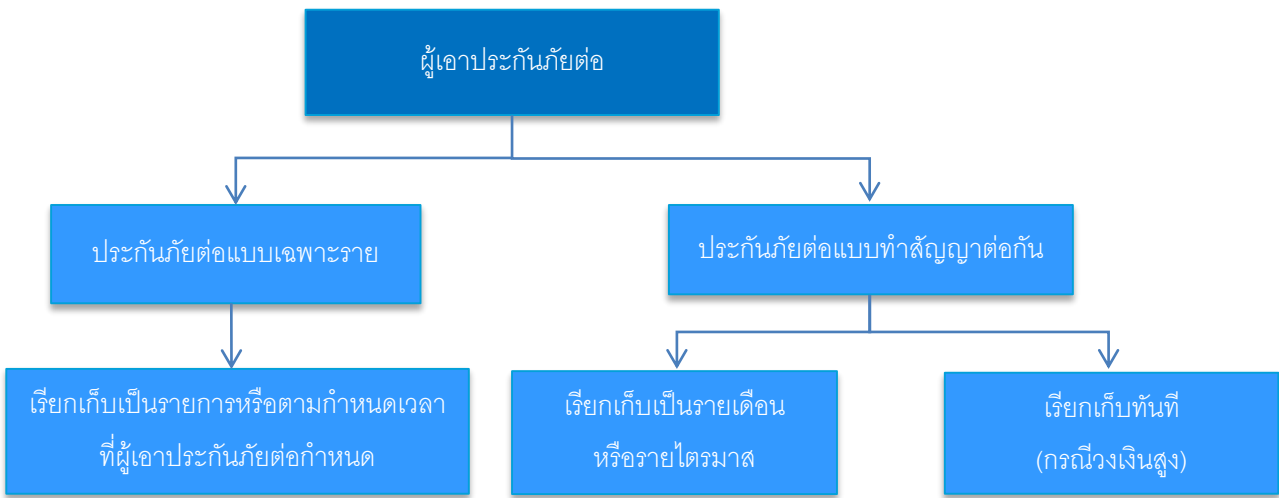 ผู้เอาประกันภัยต่อ
ประกันภัยต่อแบบเฉพาะราย
ประกันภัยต่อแบบทำสัญญาต่อกัน
เรียกเก็บเป็นรายการหรือตามกำหนดเวลา
ที่ผู้เอาประกันภัยต่อกำหนด
เรียกเก็บเป็นรายเดือน
หรือรายไตรมาส
เรียกเก็บทันที
(กรณีวงเงินสูง)